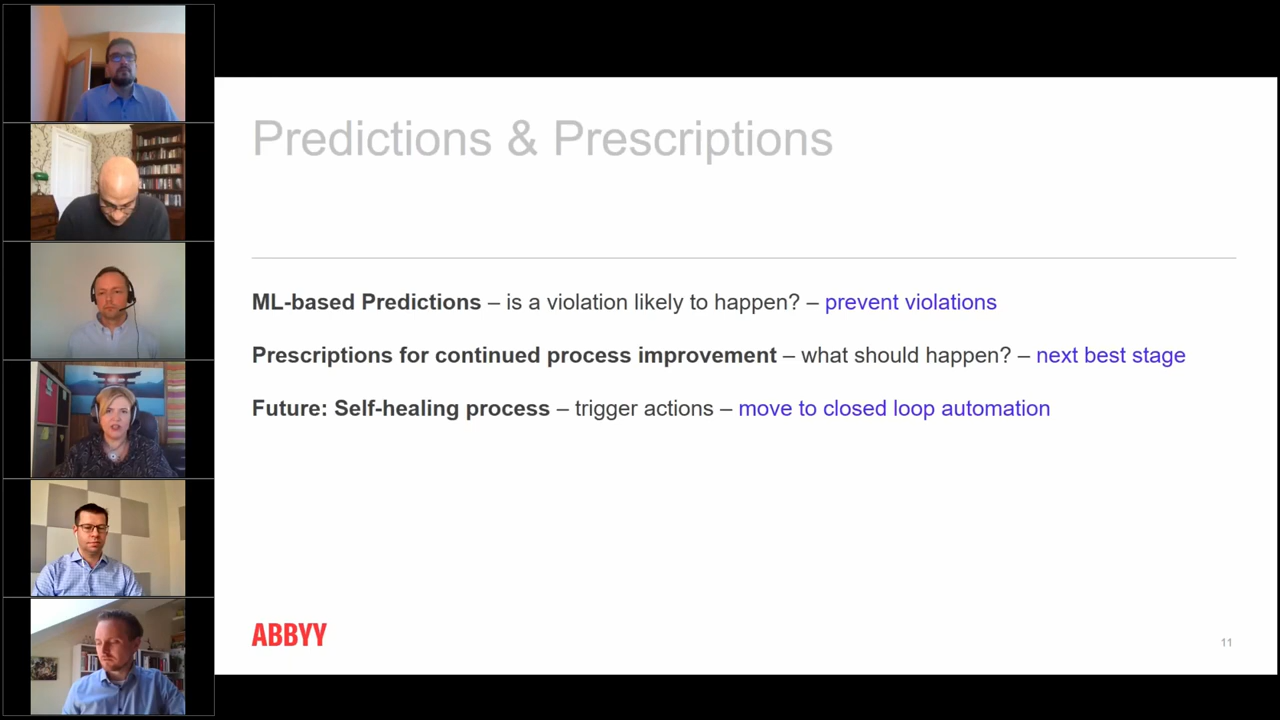 Predictions & Prescriptions
ML-based Predictions – is a violation likely to happen? – prevent violations
Prescriptions for continued process improvement – what should happen? – next best stage
Future: Self-healing process – trigger actions – move to closed loop automation
ABBYY
11